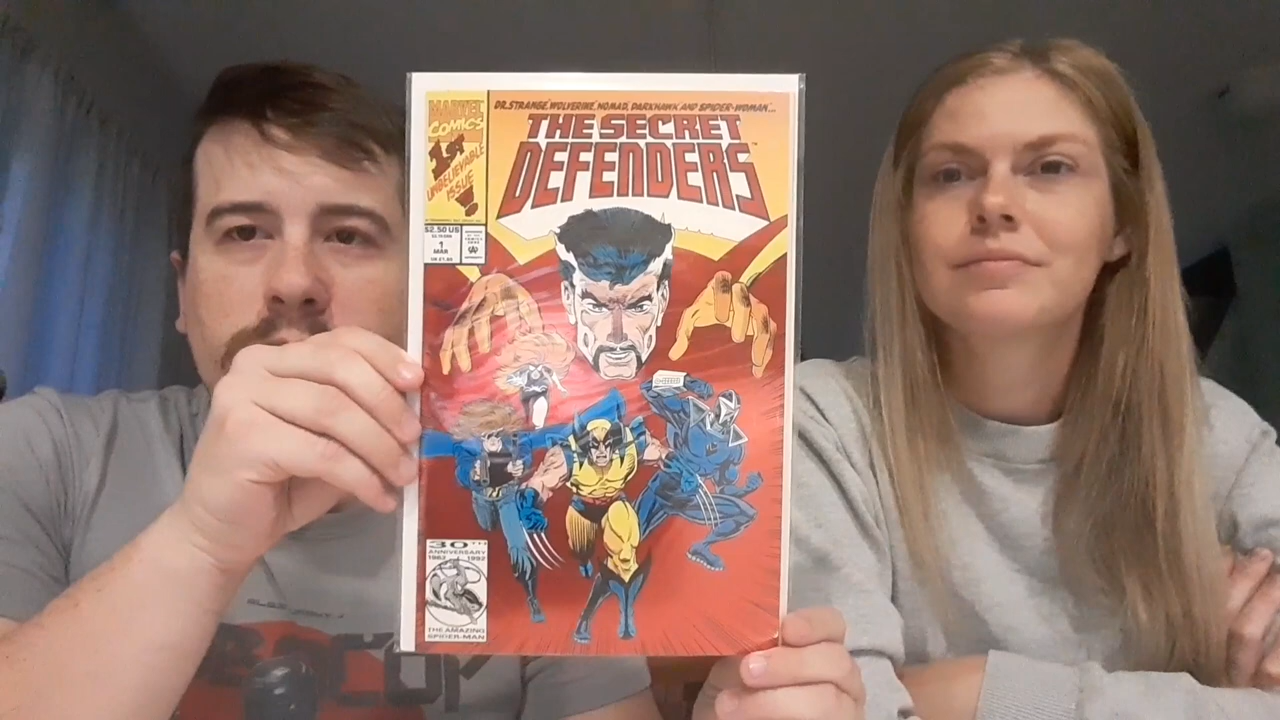 DR. STRANGE, WOLVERINE, NOMAD, DARKHAWK AND SPIDER-WOMAN...
THE SECRET
DEFENDERS
MARVEL
COMICS
1ST
UNBELIEVABLE
ISSUE!
$2.50 US
1
MAR
30TH
ANNIVERSARY
1962 1992
THE AMAZING
SPIDER-MAN